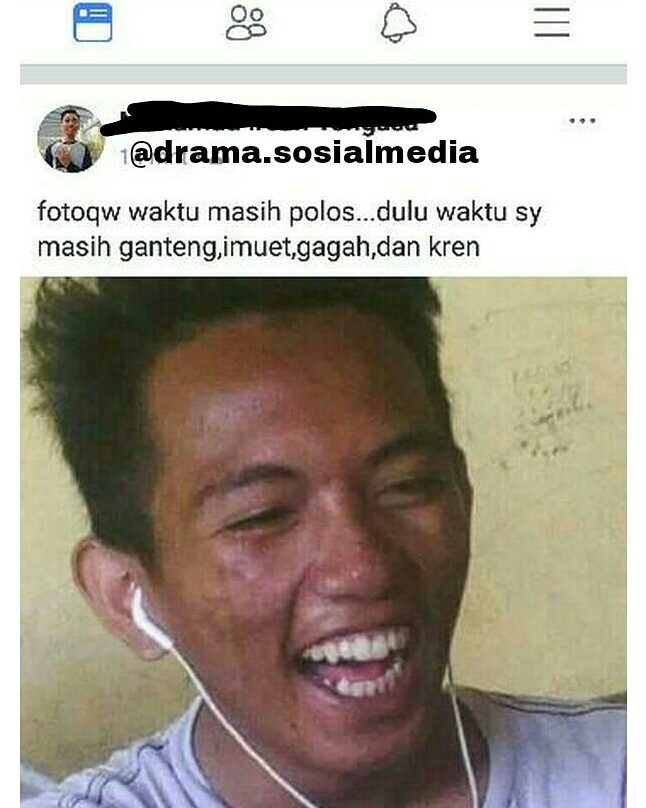 @drama.sosialmedia
fotoqw waktu masih polos...dulu waktu sy
masih ganteng,imuet,gagah,dan kren